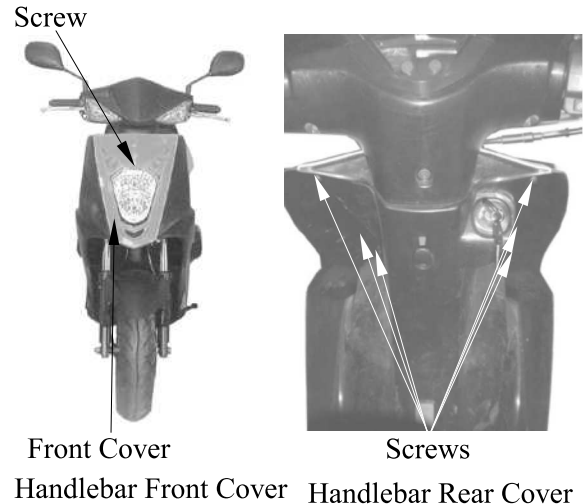 Screw
Front Cover
Screws
Handlebar Front Cover
Handlebar Rear Cover